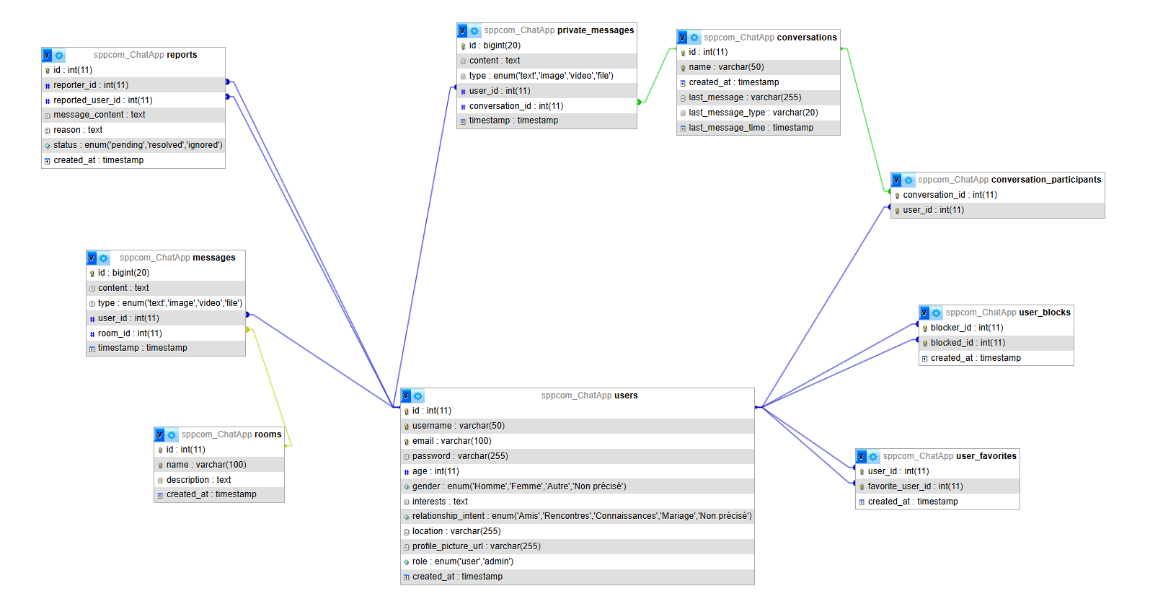 sppcom_ChatApp reports
id : int(11)
reporter_id : int(11)
reported_user_id : int(11)
message_content : text
reason : text
status : enum('pending','resolved','ignored')
created_at : timestamp
sppcom_ChatApp private_messages
id : bigint(20)
content : text
type : enum('text','image','video','file')
user_id : int(11)
conversation_id : int(11)
timestamp : timestamp
sppcom_ChatApp conversations
id : int(11)
name : varchar(50)
created_at : timestamp
last_message : varchar(255)
last_message_type : varchar(20)
last_message_time : timestamp
sppcom_ChatApp conversation_participants
conversation_id : int(11)
user_id : int(11)
sppcom_ChatApp messages
id : bigint(20)
content : text
type : enum('text','image','video','file')
user_id : int(11)
room_id : int(11)
timestamp : timestamp
sppcom_ChatApp user_blocks
blocker_id : int(11)
blocked_id : int(11)
created_at : timestamp
sppcom_ChatApp users
id : int(11)
username : varchar(50)
email : varchar(100)
password : varchar(255)
age : int(11)
gender : enum('Homme','Femme','Autre','Non précisé')
interests : text
relationship_intent : enum('Amis','Rencontres','Connaissances','Mariage','Non précisé')
location : varchar(255)
profile_picture_url : varchar(255)
role : enum('user','admin')
created_at : timestamp
sppcom_ChatApp rooms
id : int(11)
name : varchar(100)
description : text
created_at : timestamp
sppcom_ChatApp user_favorites
user_id : int(11)
favorite_user_id : int(11)
created_at : timestamp